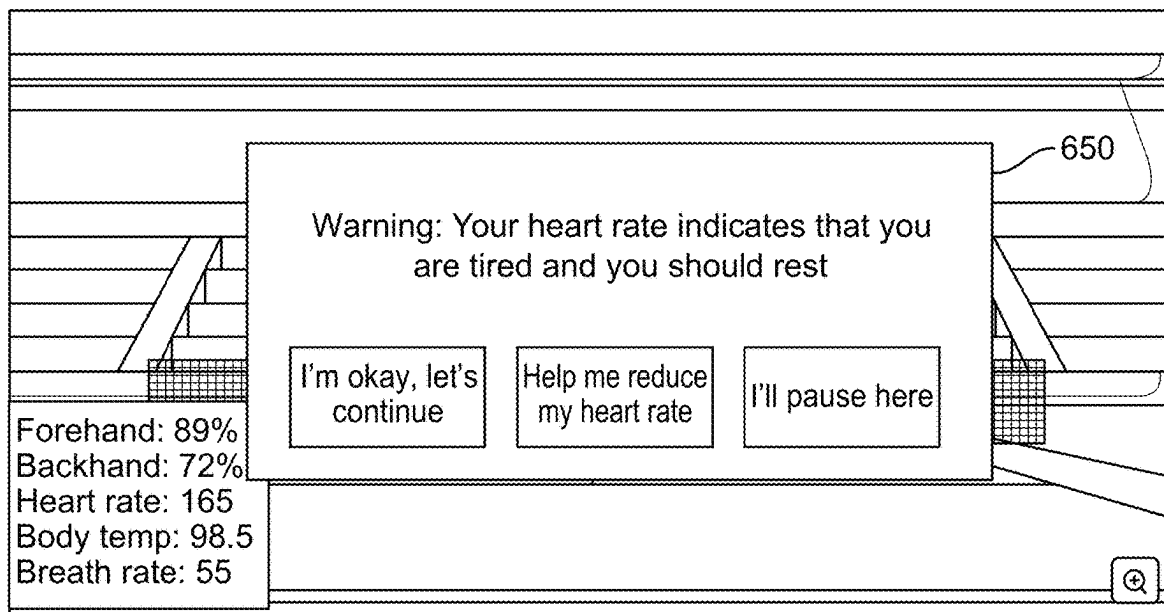 650
Warning: Your heart rate indicates that you
are tired and you should rest
I'm okay, let's
continue
Help me reduce
my heart rate
I'll pause here
Forehand: 89%
Backhand: 72%
Heart rate: 165
Body temp: 98.5
Breath rate: 55